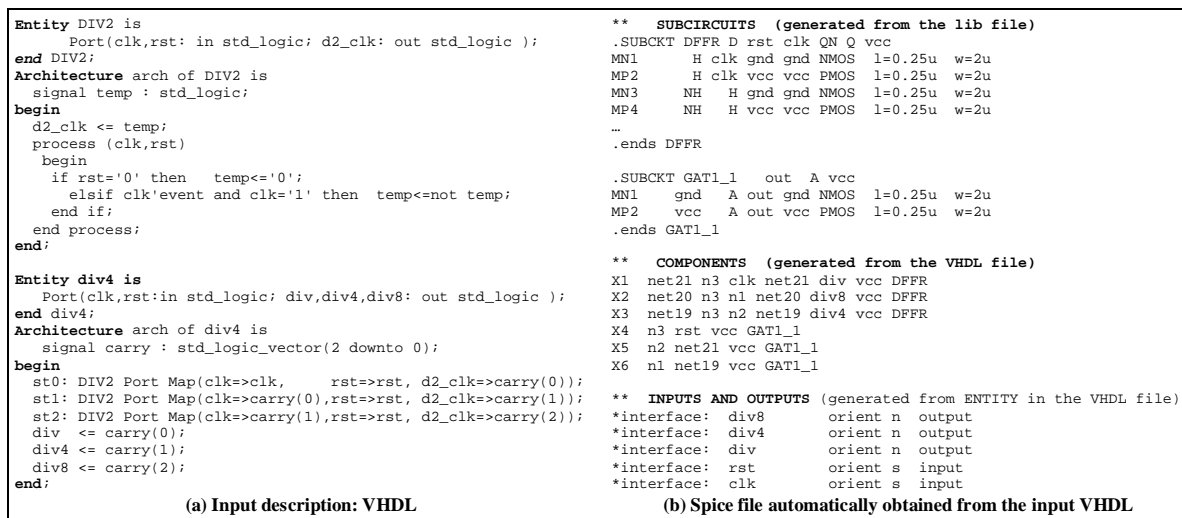 Entity DIV2 is
Port(clk,rst: in std_logic; d2_clk: out std_logic );
end DIV2;
Architecture arch of DIV2 is
signal temp : std_logic;
begin
d2_clk <= temp;
process (clk,rst)
begin
if rst='0' then temp<='0';
elsif clk'event and clk='1' then temp<=not temp;
end if;
end process;
end;
Entity div4 is
Port(clk,rst:in std_logic; div,div4,div8: out std_logic );
end div4;
Architecture arch of div4 is
signal carry : std_logic_vector(2 downto 0);
begin
st0: DIV2 Port Map(clk=>clk, rst=>rst, d2_clk=>carry(0));
st1: DIV2 Port Map(clk=>carry(0),rst=>rst, d2_clk=>carry(1));
st2: DIV2 Port Map(clk=>carry(1),rst=>rst, d2_clk=>carry(2));
div <= carry(0);
div4 <= carry(1);
div8 <= carry(2);
end;
(a) Input description: VHDL
** SUBCIRCUITS (generated from the lib file)
.SUBCKT DFFR D rst clk QN Q vcc
MN1 H clk gnd gnd NMOS l=0.25u w=2u
MP2 H clk vcc vcc PMOS l=0.25u w=2u
MN3 NH H gnd gnd NMOS l=0.25u w=2u
MP4 NH H vcc vcc PMOS l=0.25u w=2u
…
.ends DFFR
.SUBCKT GAT1_1 out A vcc
MN1 gnd A out gnd NMOS l=0.25u w=2u
MP2 vcc A out vcc PMOS l=0.25u w=2u
.ends GAT1_1
** COMPONENTS (generated from the VHDL file)
X1 net21 n3 clk net21 div vcc DFFR
X2 net20 n3 n1 net20 div8 vcc DFFR
X3 net19 n3 n2 net19 div4 vcc DFFR
X4 n3 rst vcc GAT1_1
X5 n2 net21 vcc GAT1_1
X6 n1 net19 vcc GAT1_1
** INPUTS AND OUTPUTS (generated from ENTITY in the VHDL file)
*interface: div8 orient n output
*interface: div4 orient n output
*interface: div orient n output
*interface: rst orient s input
*interface: clk orient s input
(b) Spice file automatically obtained from the input VHDL